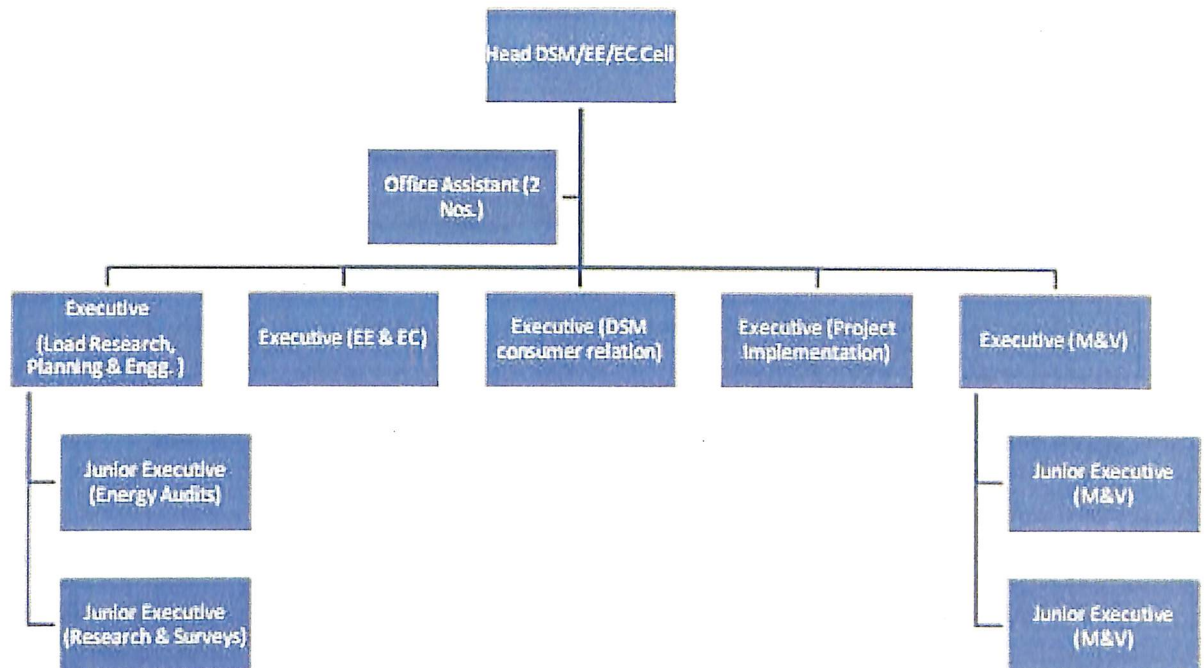 Head DSM/EE/EC Cell
Office Assistant (2
Nos.)
Executive
(Load Research,
Planning & Engg. )
Executive (EE & EC)
Executive (DSM
consumer relation)
Executive (Project
Implementation)
Executive (M&V)
Junior Executive
(Energy Audits)
Junior Executive
(M&V)
Junior Executive
(Research & Surveys)
Junior Executive
(M&V)